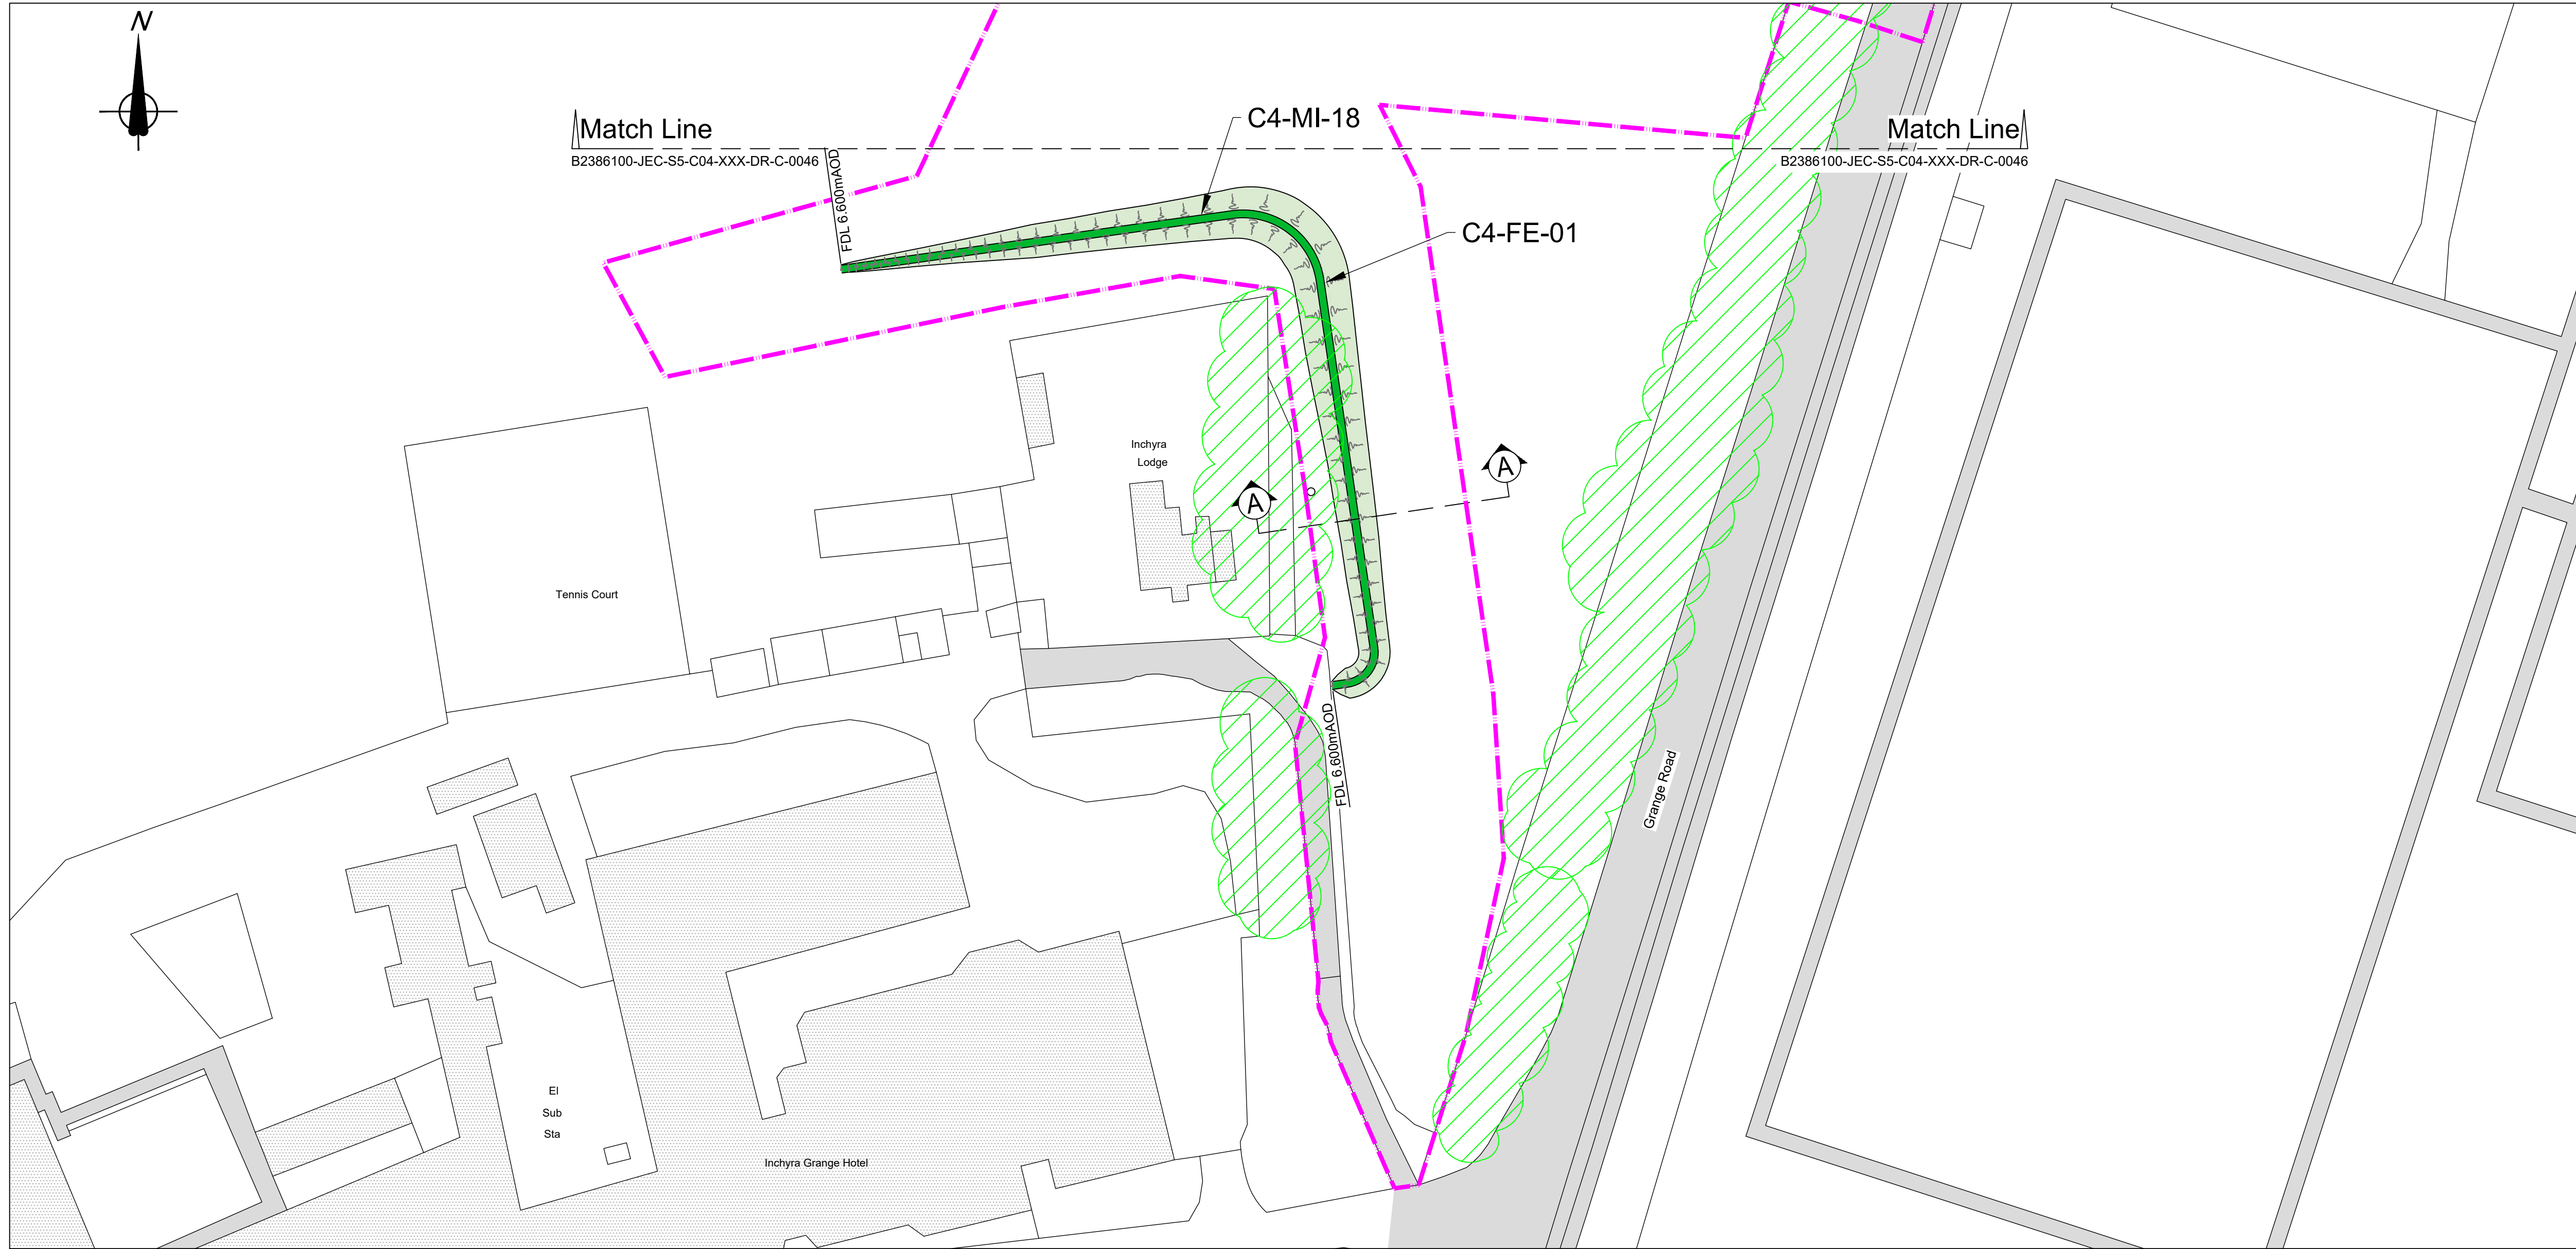 N
Match Line
B2386100-JEC-S5-C04-XXX-DR-C-0046
FDL 6.600mAOD
C4-MI-18
Match Line
B2386100-JEC-S5-C04-XXX-DR-C-0046
C4-FE-01
Inchyra
Lodge
A
A
Tennis Court
FDL 6.600mAOD
Grange Road
El
Sub
Sta
Inchyra Grange Hotel